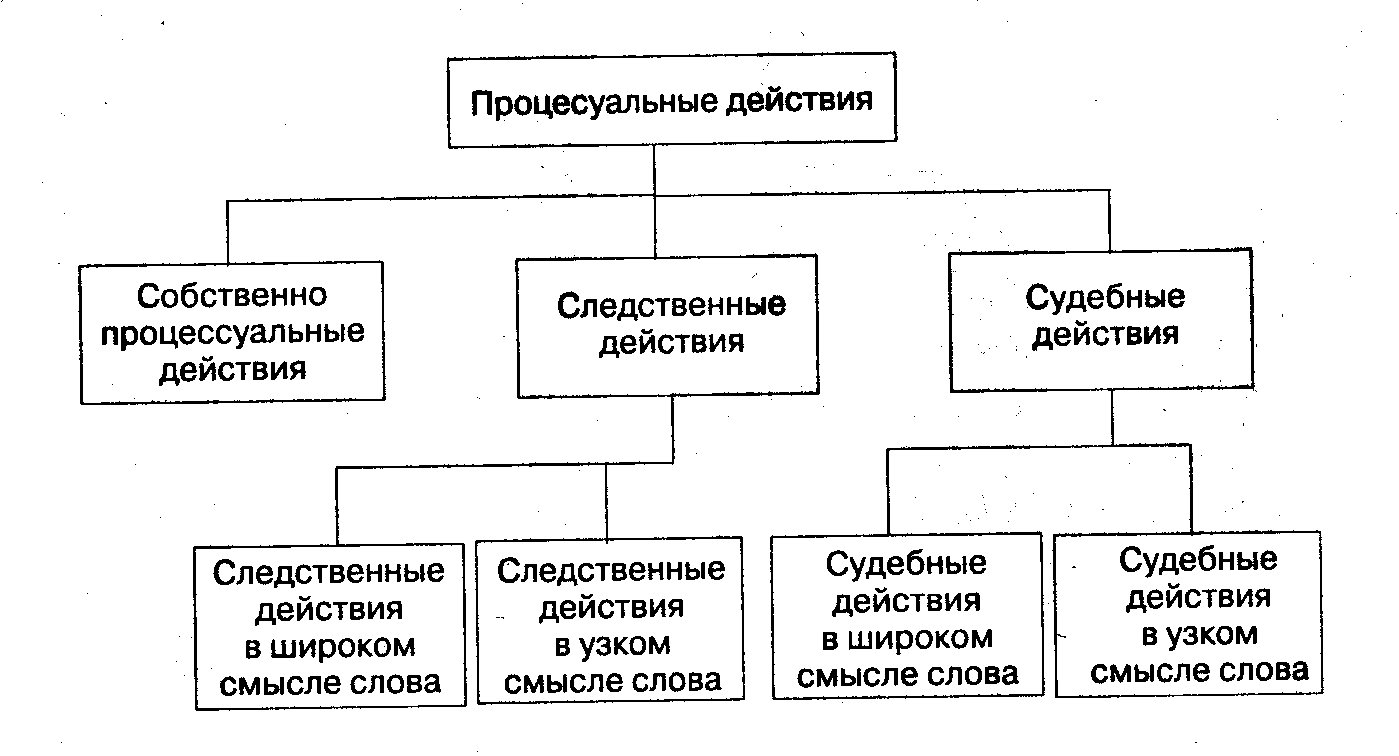 Процесуальные действия
Собственно
процессуальные
действия
Следственные
действия
Судебные
действия
Следственные
действия
в широком
смысле слова
Следственные
действия
в узком
смысле слова
Судебные
действия
в широком
смысле слова
Судебные
действия
в узком
смысле слова